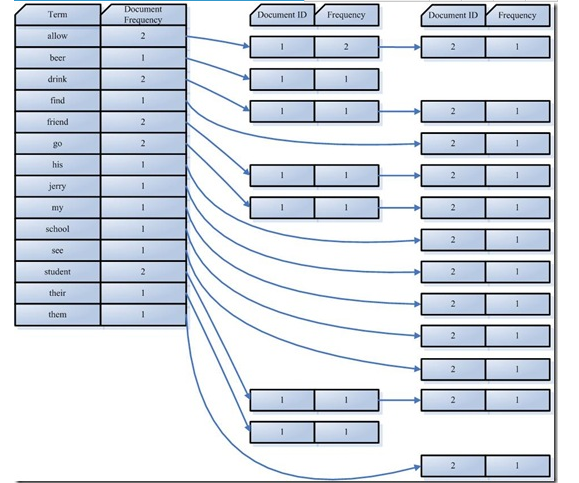 Term Document Frequency
Document ID Frequency
Document ID Frequency
allow 2 1 2 2 1
beer 1 1 1
drink 2 1 1 2 1
find 1 2 1
friend 2 1 1 2 1
go 2 1 1 2 1
his 1 2 1
jerry 1 2 1
my 1 2 1
school 1 2 1
see 1 2 1
student 2 1 1 2 1
their 1 1 1
them 1 2 1